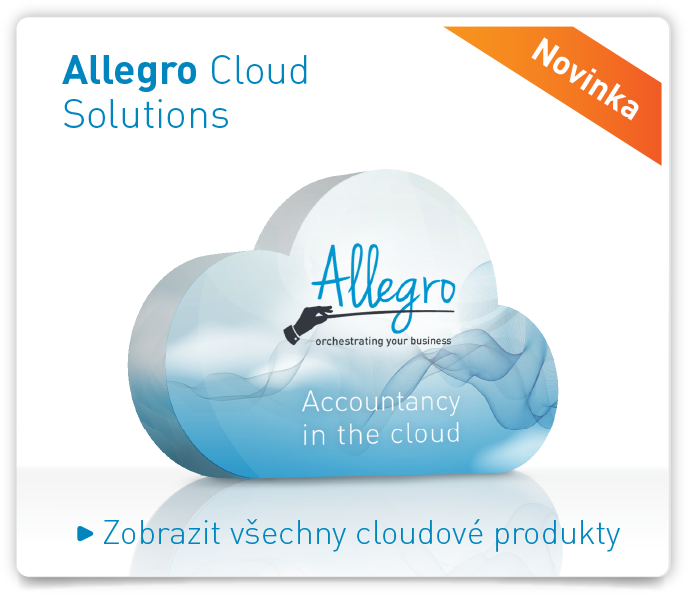 Allegro Cloud
Solutions
Novinka
Allegro
orchestrating your business
Accountancy
in the cloud
Zobrazit všechny cloudové produkty